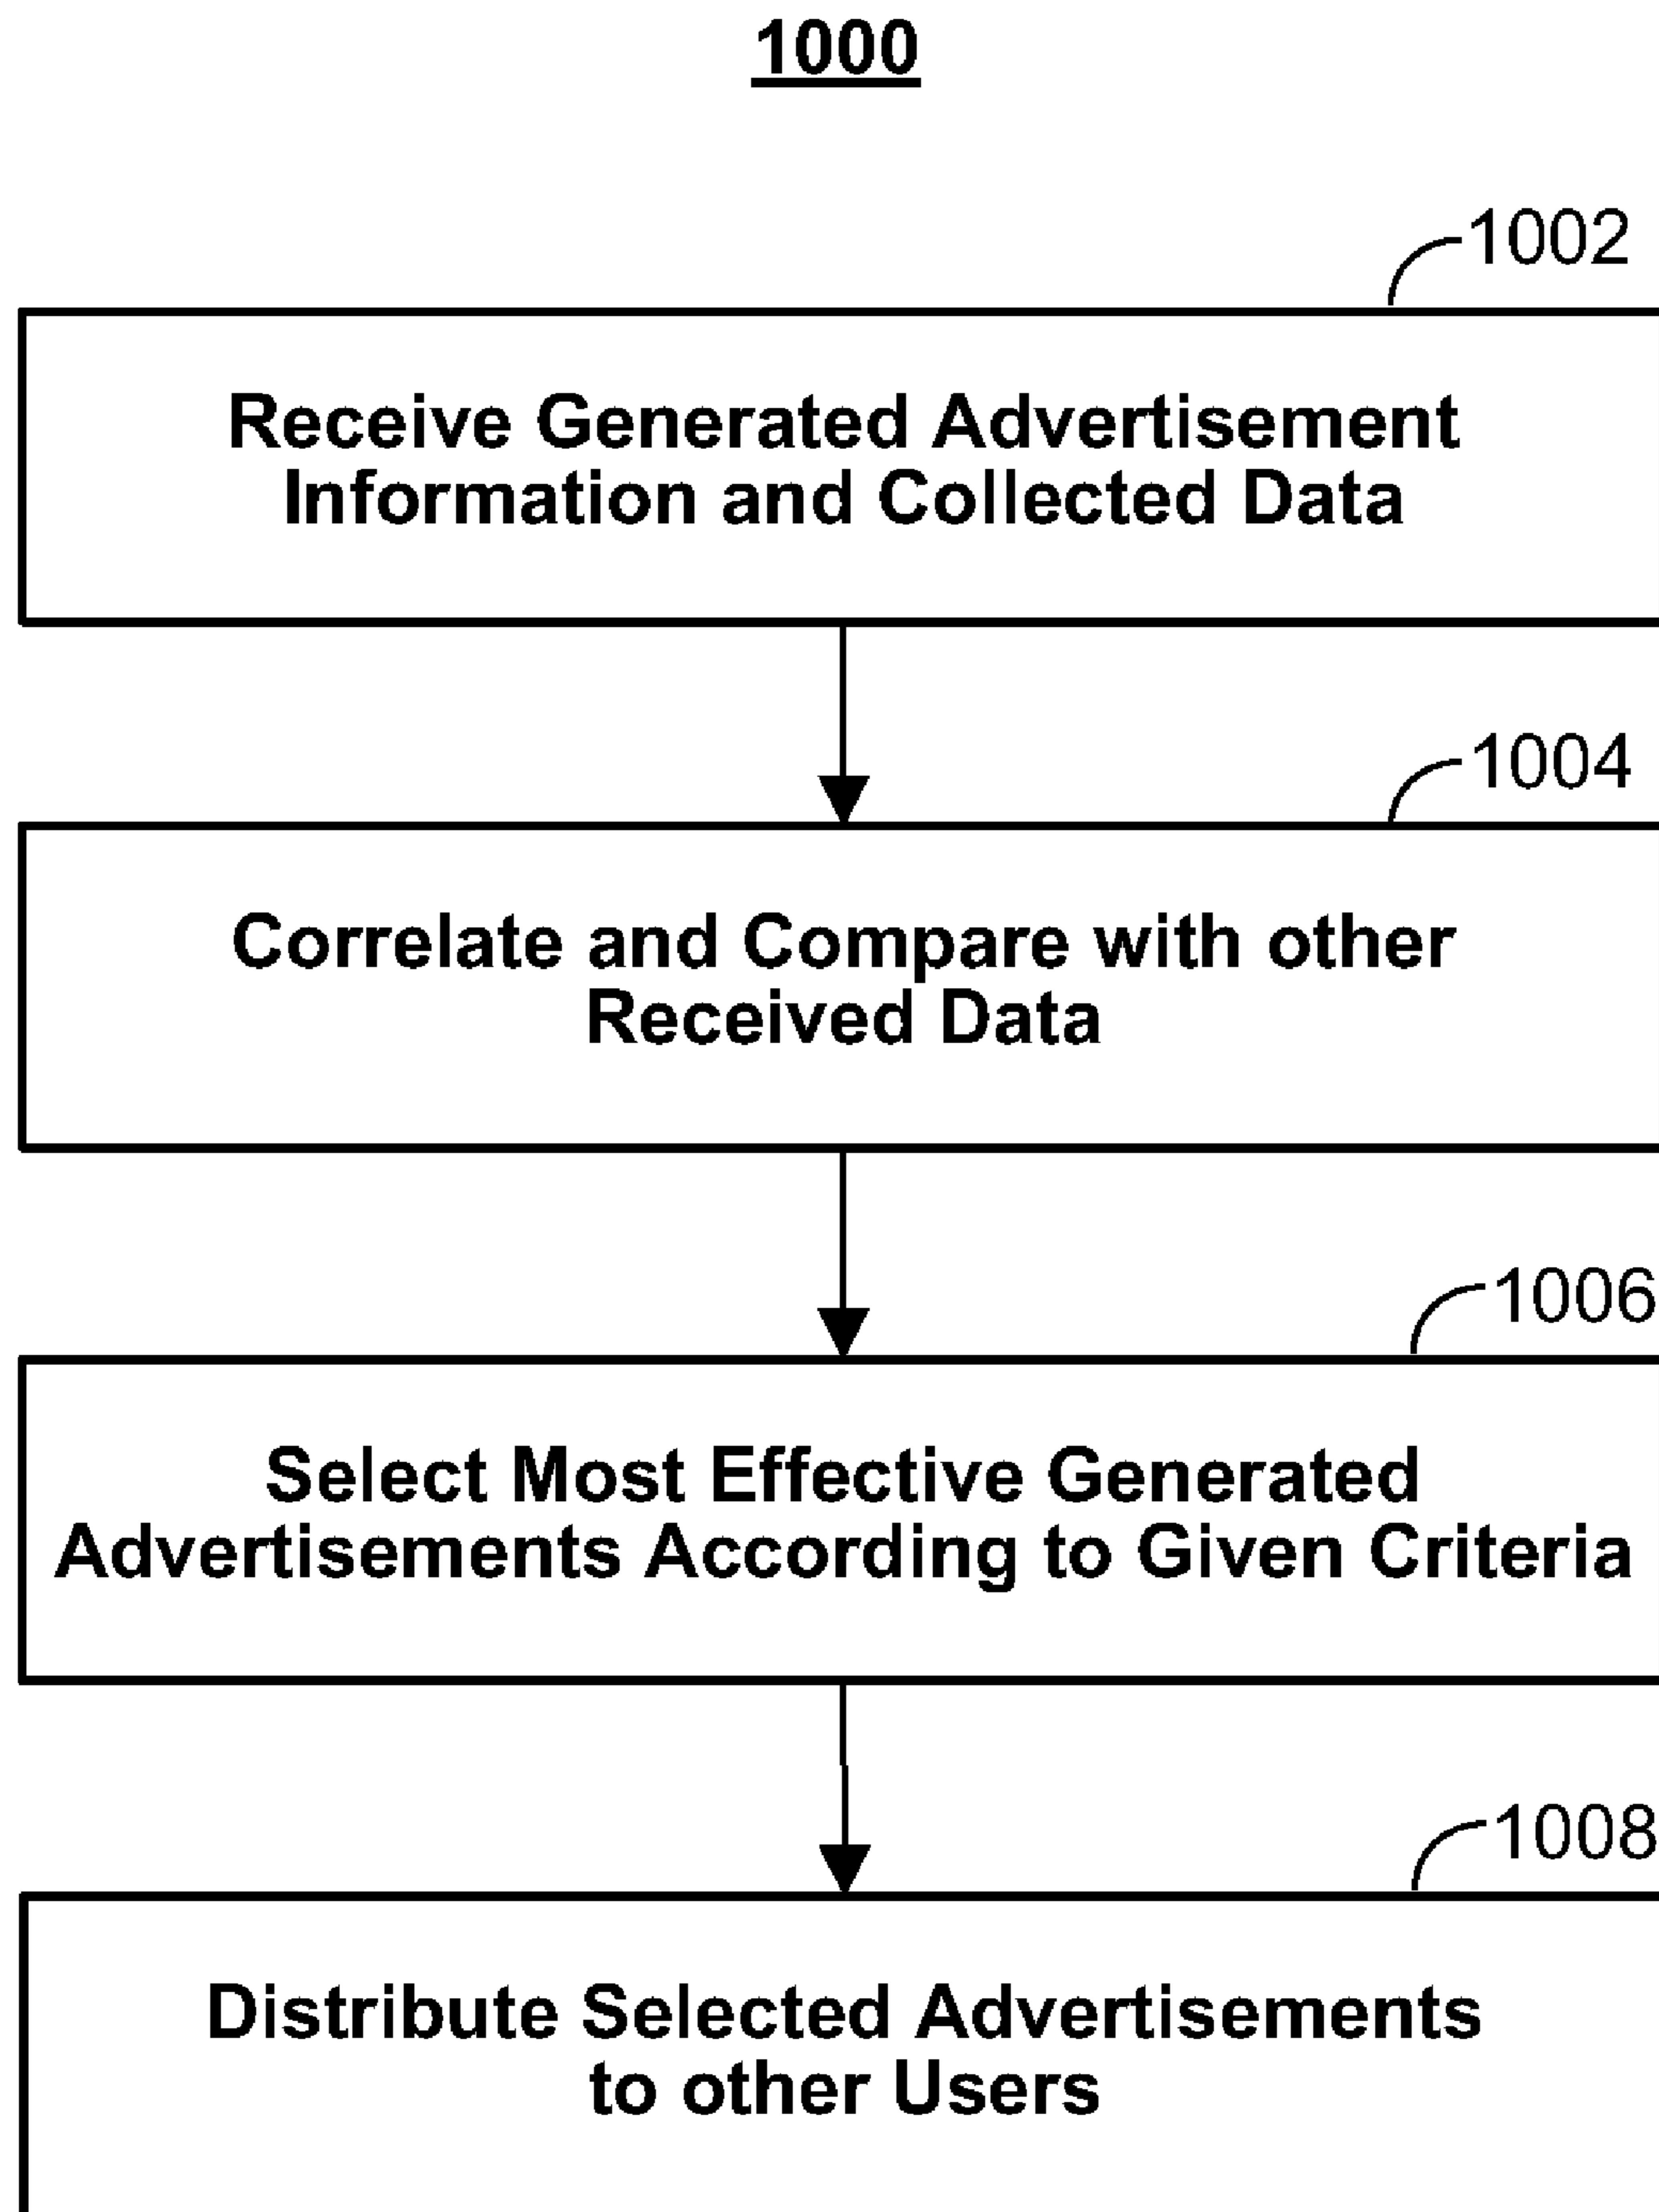 1000
1002
Receive Generated Advertisement
Information and Collected Data
1004
Correlate and Compare with other
Received Data
1006
Select Most Effective Generated
Advertisements According to Given Criteria
1008
Distribute Selected Advertisements
to other Users